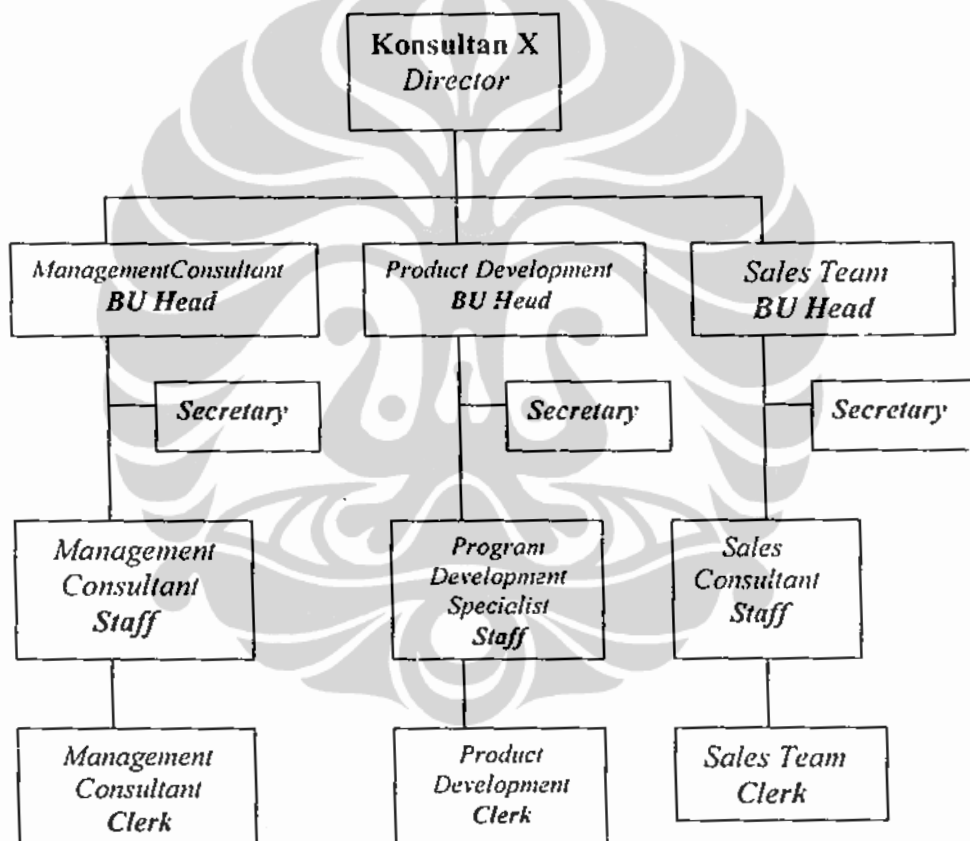 Konsultan X
Director
ManagementConsultant
BU Head
Product Development
BU Head
Sales Team
BU Head
Secretary
Secretary
Secretary
Management
Consultant
Staff
Program
Development
Specialist
Staff
Sales
Consultant
Staff
Management
Consultant
Clerk
Product
Development
Clerk
Sales Team
Clerk